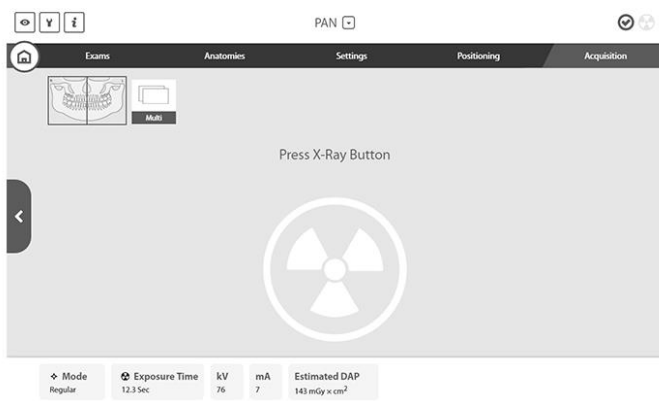 PAN
Exams Anatomies Settings Positioning Acquisition
Multi
Press X-Ray Button
Mode Exposure Time kV mA Estimated DAP
Regular 12.3 Sec 76 7 143 mGy × cm²